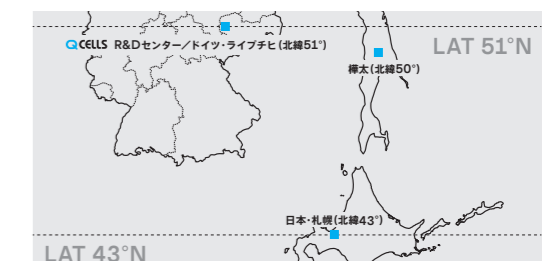 QCELLS R&Dセンター／ドイツ・ライプチヒ（北緯51°）
LAT 51°N
樺太（北緯50°）
日本・札幌（北緯43°）
LAT 43°N